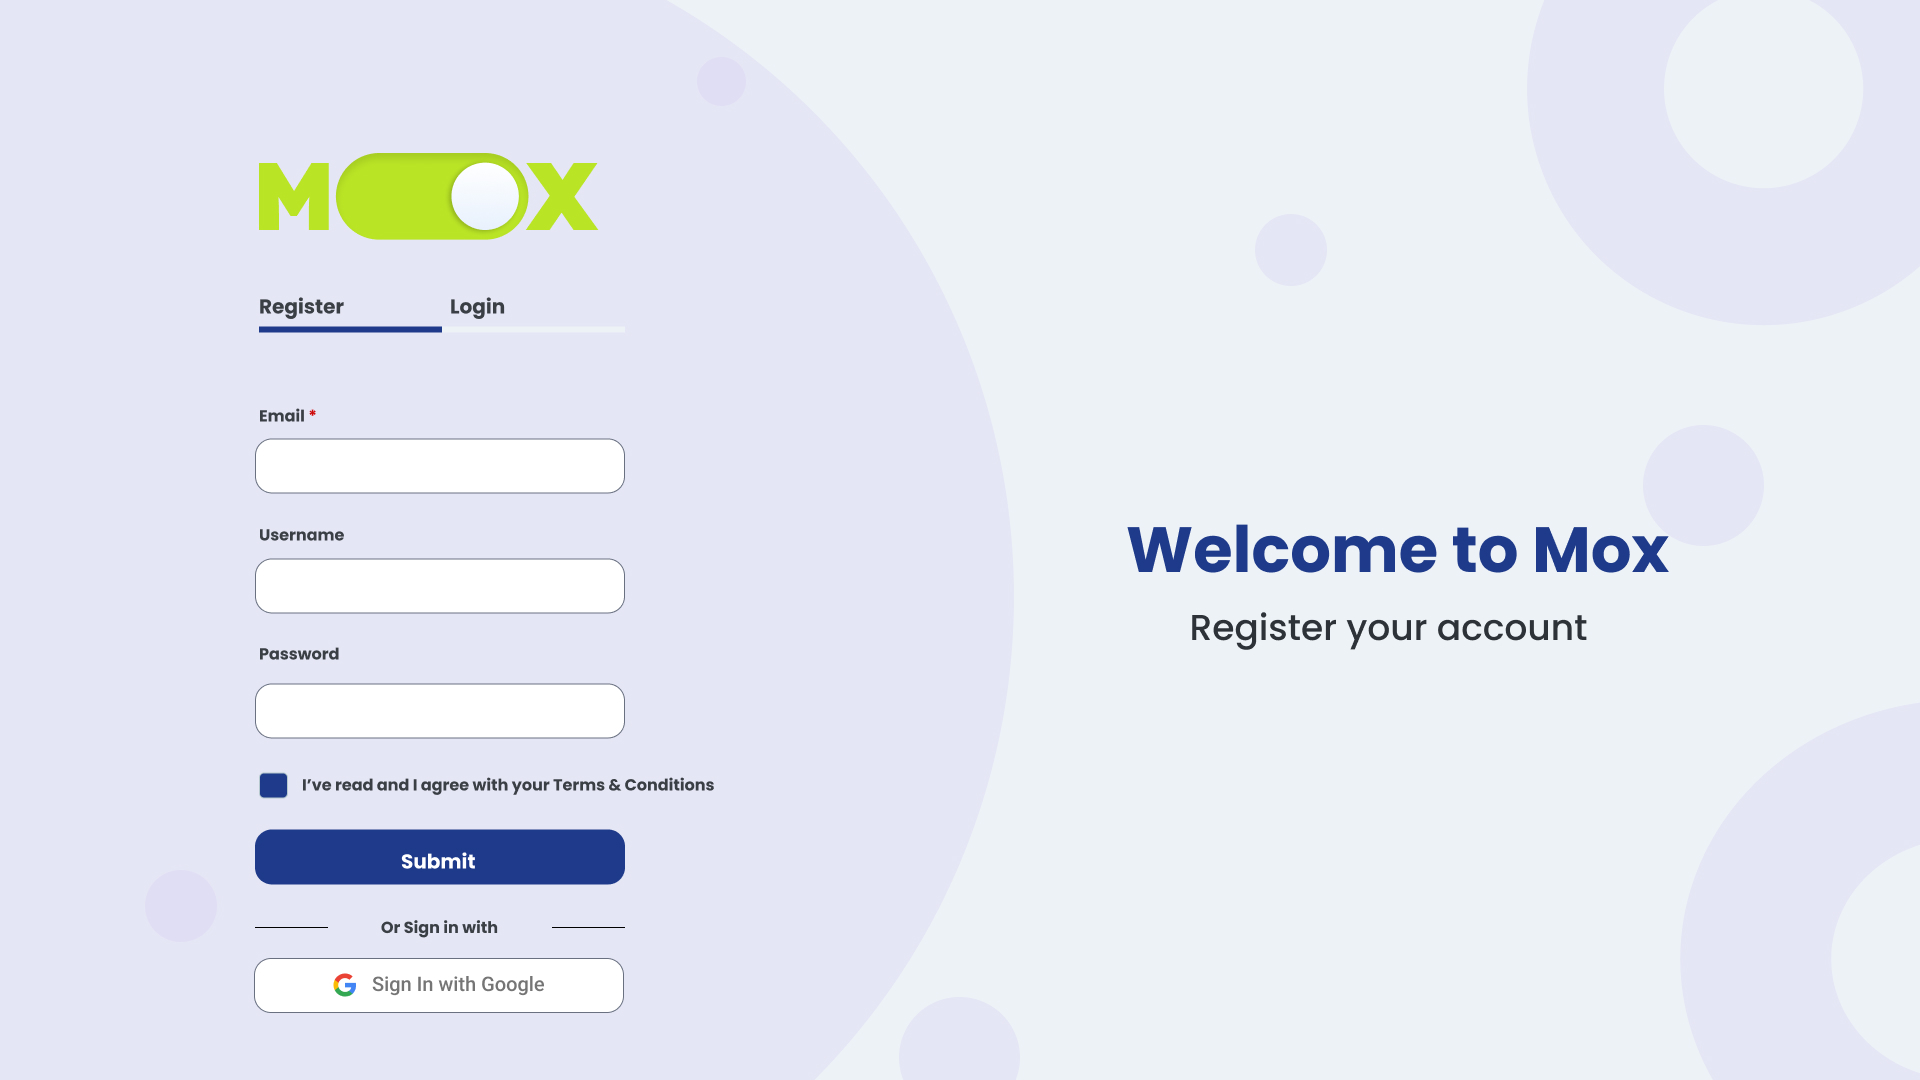 MOX
Register
Login
Email *
Username
Password
I’ve read and I agree with your Terms & Conditions
Submit
Or Sign in with
Sign In with Google
Welcome to Mox
Register your account